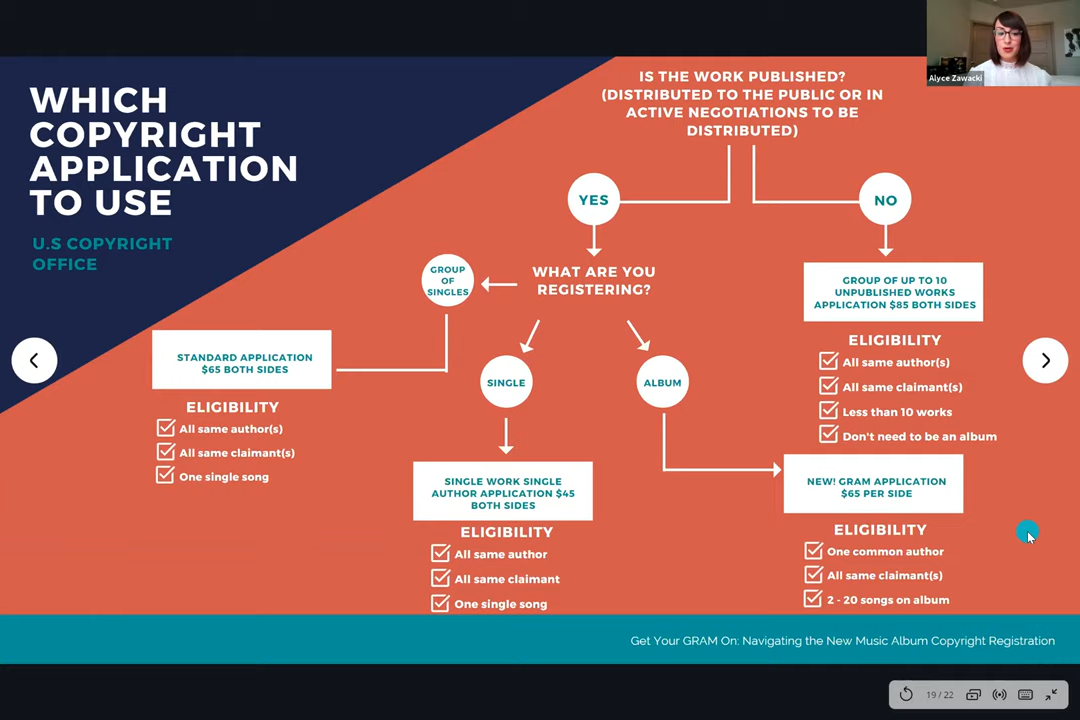 WHICH
COPYRIGHT
APPLICATION
TO USE
U.S COPYRIGHT
OFFICE
Alyce Zawacki
IS THE WORK PUBLISHED?
(DISTRIBUTED TO THE PUBLIC OR IN
ACTIVE NEGOTIATIONS TO BE
DISTRIBUTED)
YES
NO
GROUP
OF
SINGLES
WHAT ARE YOU
REGISTERING?
GROUP OF UP TO 10
UNPUBLISHED WORKS
APPLICATION $85 BOTH SIDES
ELIGIBILITY
All same author(s)
All same claimant(s)
Less than 10 works
Don't need to be an album
STANDARD APPLICATION
$65 BOTH SIDES
ELIGIBILITY
All same author(s)
All same claimant(s)
One single song
SINGLE
ALBUM
SINGLE WORK SINGLE
AUTHOR APPLICATION $45
BOTH SIDES
ELIGIBILITY
All same author
All same claimant
One single song
NEW! GRAM APPLICATION
$65 PER SIDE
ELIGIBILITY
One common author
All same claimant(s)
2 - 20 songs on album
Get Your GRAM On: Navigating the New Music Album Copyright Registration
19 / 22